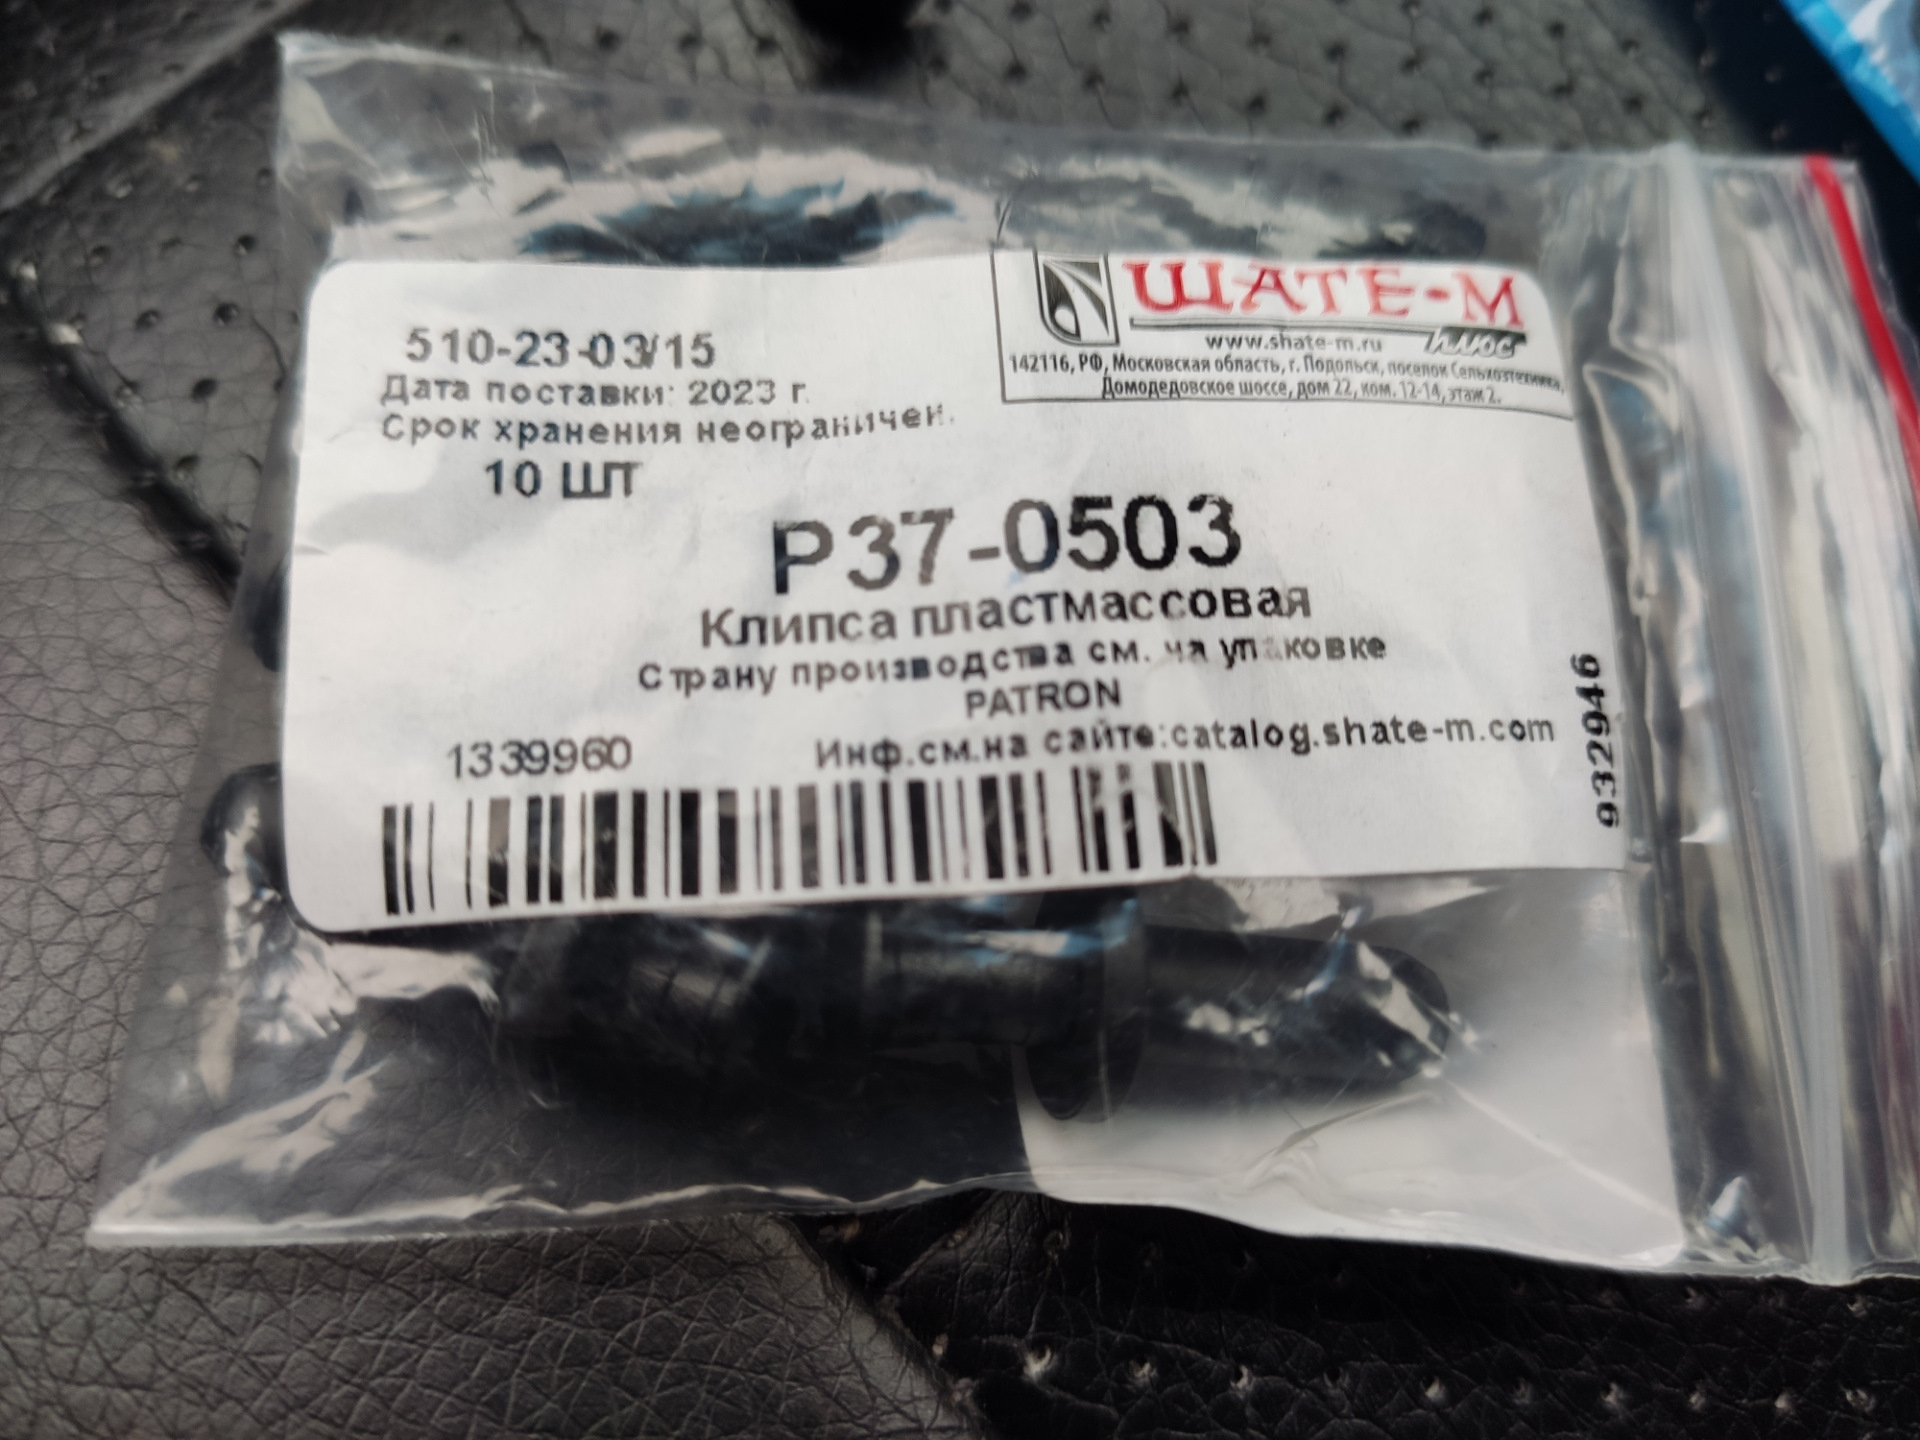 510-23-03/15
Дата поставки: 2023 г.
Срок хранения неограничен.
10 ШТ
ШАТЕ-М
плюс
www.shate-m.ru
142116, РФ, Московская область, г. Подольск, поселок Сельхозтехника,
Домодедовское шоссе, дом 22, ком. 12-14, этаж 2.
P37-0503
Клипса пластмассовая
Страну производства см. на упаковке
PATRON
1339960
Инф.см.на сайте:catalog.shate-m.com
932946